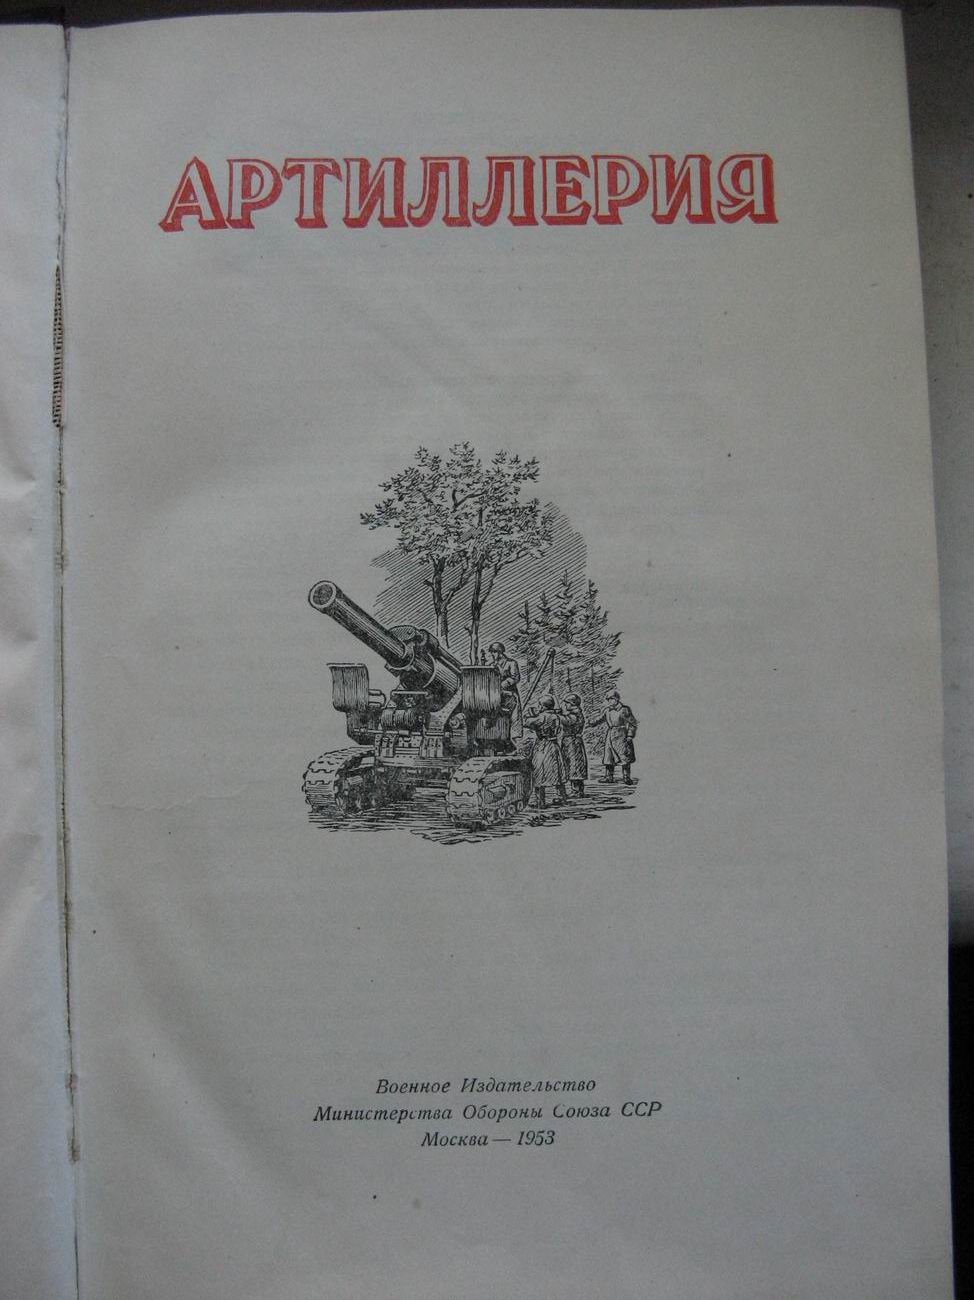 АРТИЛЛЕРИЯ
Военное Издательство
Министерства Обороны Союза ССР
Москва — 1953